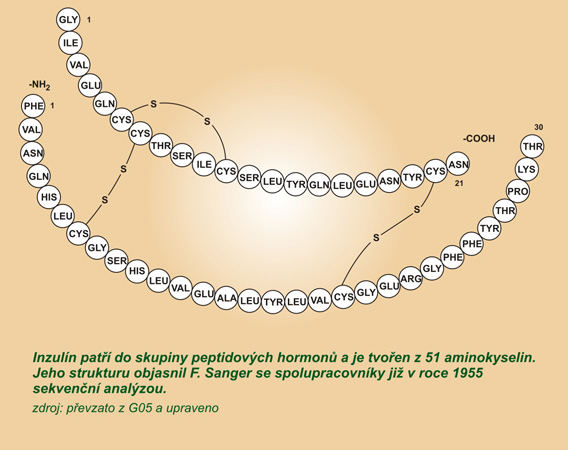 GLY 1
ILE
VAL
GLU
GLN
CYS
CYS
THR
SER
ILE
CYS
SER
LEU
TYR
GLN
LEU
GLU
ASN
TYR
CYS
ASN
21
-COOH
S
S
S
S
S
S
-NH2
PHE 1
VAL
ASN
GLN
HIS
LEU
CYS
GLY
SER
HIS
LEU
VAL
GLU
ALA
LEU
TYR
LEU
VAL
CYS
GLY
GLU
ARG
GLY
PHE
PHE
TYR
THR
PRO
LYS
THR
30
Inzulín patří do skupiny peptidových hormonů a je tvořen z 51 aminokyselin.
Jeho strukturu objasnil F. Sanger se spolupracovníky již v roce 1955
sekvenční analýzou.
zdroj: převzato z G05 a upraveno